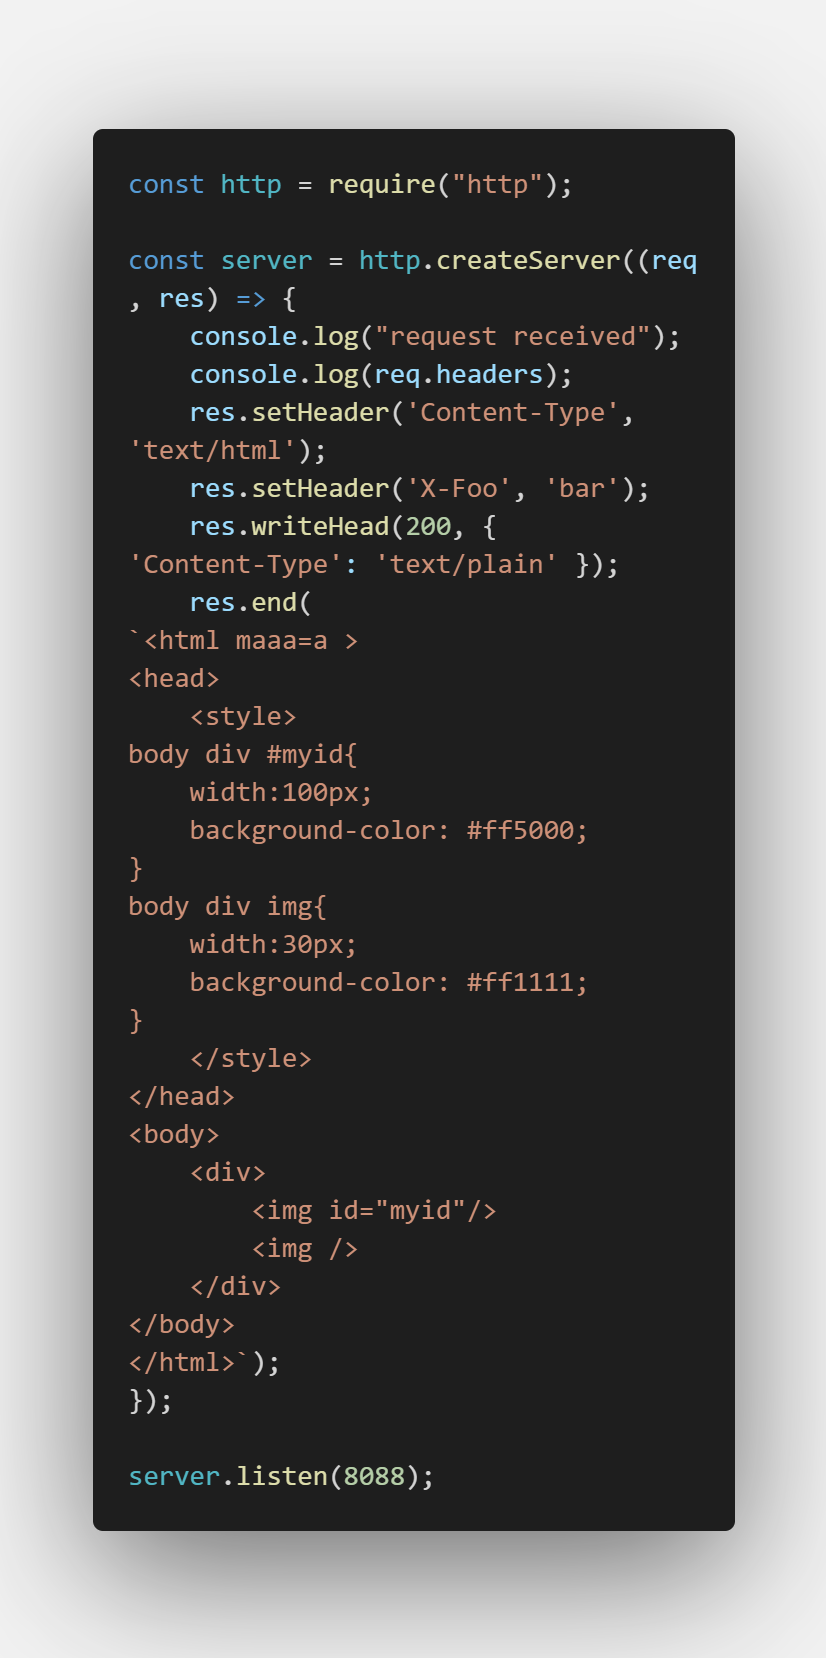 const http = require("http");

const server = http.createServer((req
, res) => {
    console.log("request received");
    console.log(req.headers);
    res.setHeader('Content-Type',
'text/html');
    res.setHeader('X-Foo', 'bar');
    res.writeHead(200, {
'Content-Type': 'text/plain' });
    res.end(
`<html maaa=a >
<head>
    <style>
body div #myid{
    width:100px;
    background-color: #ff5000;
}
body div img{
    width:30px;
    background-color: #ff1111;
}
    </style>
</head>
<body>
    <div>
        <img id="myid"/>
        <img />
    </div>
</body>
</html>`);
});

server.listen(8088);